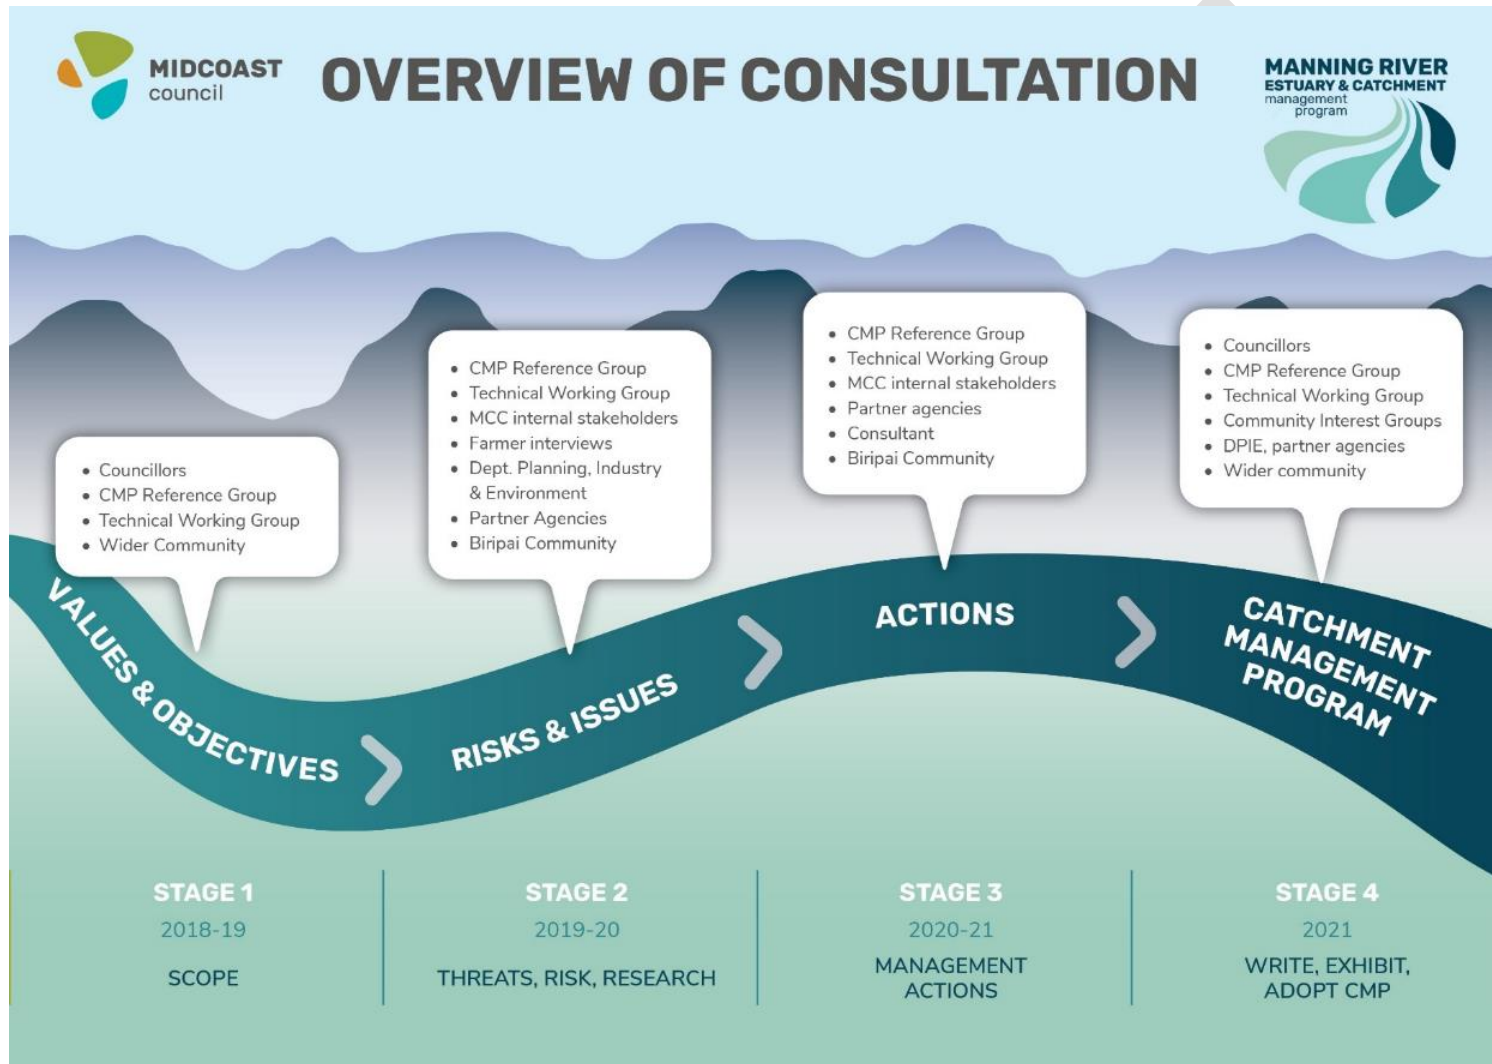 MIDCOAST
council
OVERVIEW OF CONSULTATION
MANNING RIVER
ESTUARY & CATCHMENT
management
program
• Councillors
• CMP Reference Group
• Technical Working Group
• Wider Community
• CMP Reference Group
• Technical Working Group
• MCC internal stakeholders
• Farmer interviews
• Dept. Planning, Industry
& Environment
• Partner Agencies
• Biripai Community
• CMP Reference Group
• Technical Working Group
• MCC internal stakeholders
• Partner agencies
• Consultant
• Biripai Community
• Councillors
• CMP Reference Group
• Technical Working Group
• Community Interest Groups
• DPIE, partner agencies
• Wider community
VALUES & OBJECTIVES
RISKS & ISSUES
ACTIONS
CATCHMENT
MANAGEMENT
PROGRAM
STAGE 1
2018-19
SCOPE
STAGE 2
2019-20
THREATS, RISK, RESEARCH
STAGE 3
2020-21
MANAGEMENT
ACTIONS
STAGE 4
2021
WRITE, EXHIBIT,
ADOPT CMP